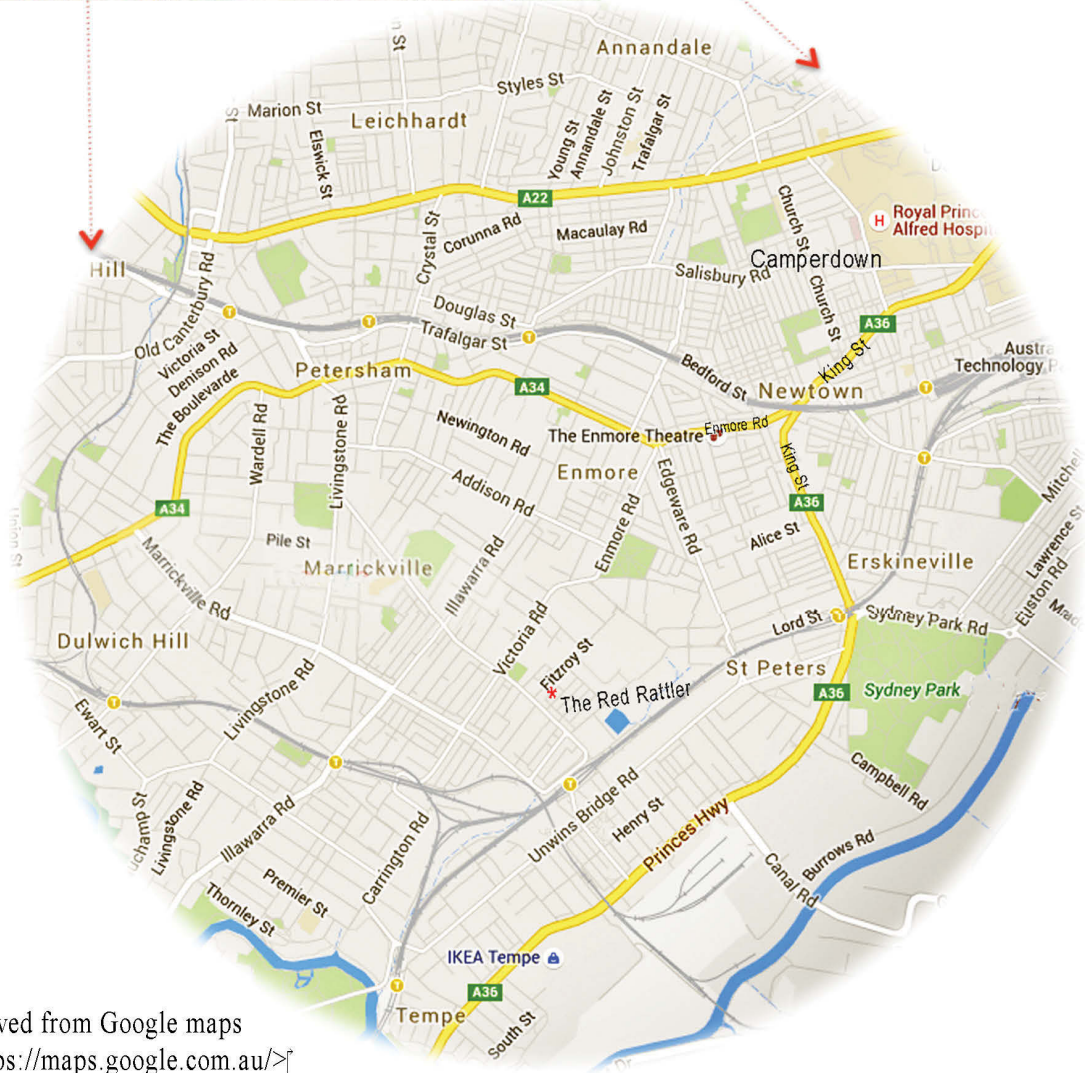 Annandale
Styles St
Marion St
Leichhardt
Elswick St
Young St
Annandale St
Johnston St
Trafalgar St
St
n St
A22
Corunna Rd
Macaulay Rd
Crystal St
Church St
H
Royal Princ
Alfred Hospi
Camperdown
Salisbury Rd
Church St
Hill
Old Canterbury Rd
Douglas St
Trafalgar St
A36
King St
Victoria St
Denison Rd
The Boulevarde
Petersham
Bedford St
Newtown
Austra
Technology P
A34
Wardell Rd
Livingstone Rd
Newington Rd
The Enmore Theatre
Enmore Rd
Enmore
King St
Addison Rd
Edgeware Rd
Enmore Rd
A36
Mitchel
A34
Union St
Pile St
Alice St
Lawrence S
Marrickville
Illawarra Rd
Erskineville
Euston Rd
Marrickville Rd
Lord St
Sydney Park Rd
Dulwich Hill
Victoria Rd
Fitzroy St
The Red Rattler
St Peters
A36
Sydney Park
Livingstone Rd
Ewart St
Campbell Rd
Unwins Bridge Rd
Henry St
Princes Hwy
Livingstone Rd
Illawarra Rd
Carrington Rd
Burrows Rd
Canal Rd
Premier St
Thornley St
IKEA Tempe
A36
Tempe
South St
Dr
ved from Google maps
ps://maps.google.com.au/>